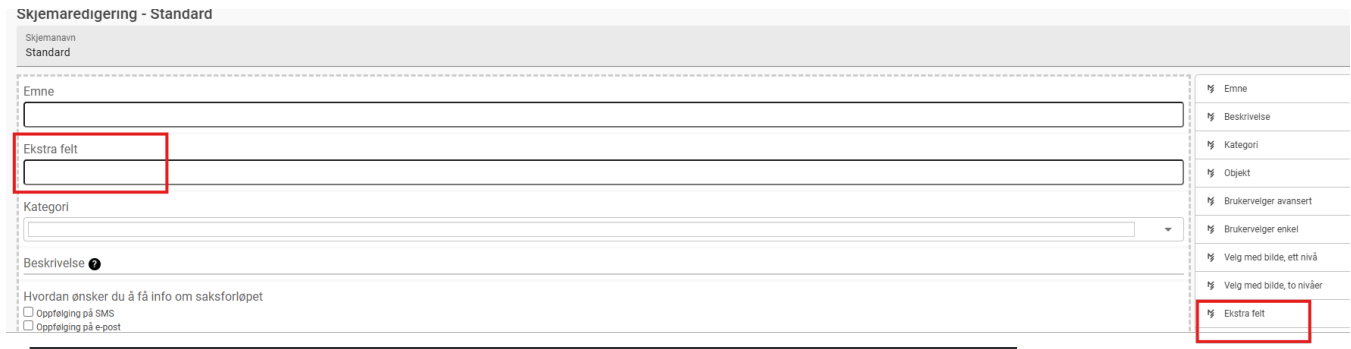 Skjemaredigering - Standard
Skjemanavn
Standard
Emne
Ekstra felt
Kategori
Beskrivelse ?
Hvordan ønsker du å få info om saksforløpet
Oppfølging på SMS
Oppfølging på e-post
Emne
Beskrivelse
Kategori
Objekt
Brukervelger avansert
Brukervelger enkel
Velg med bilde, ett nivå
Velg med bilde, to nivåer
Ekstra felt